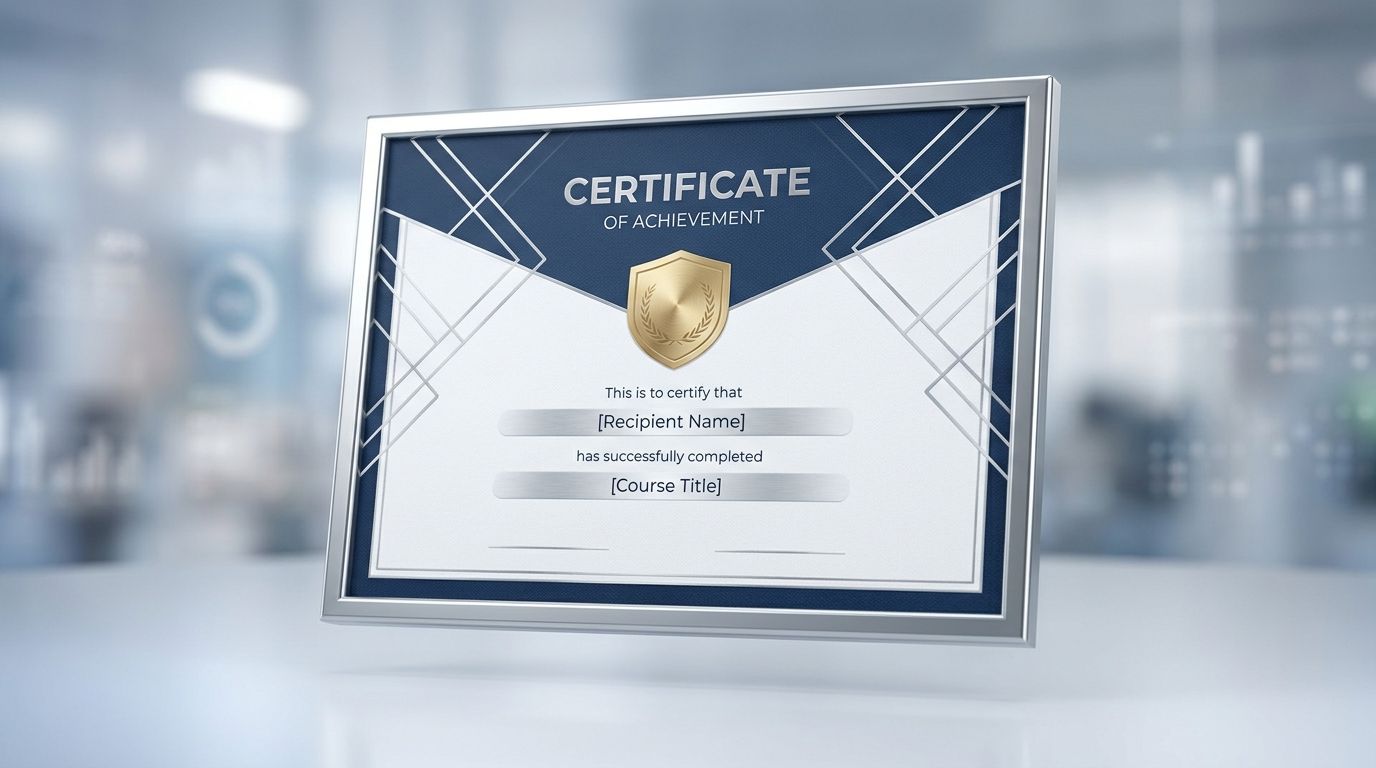 CERTIFICATE
OF ACHIEVEMENT
This is to certify that
[Recipient Name]
has successfully completed
[Course Title]